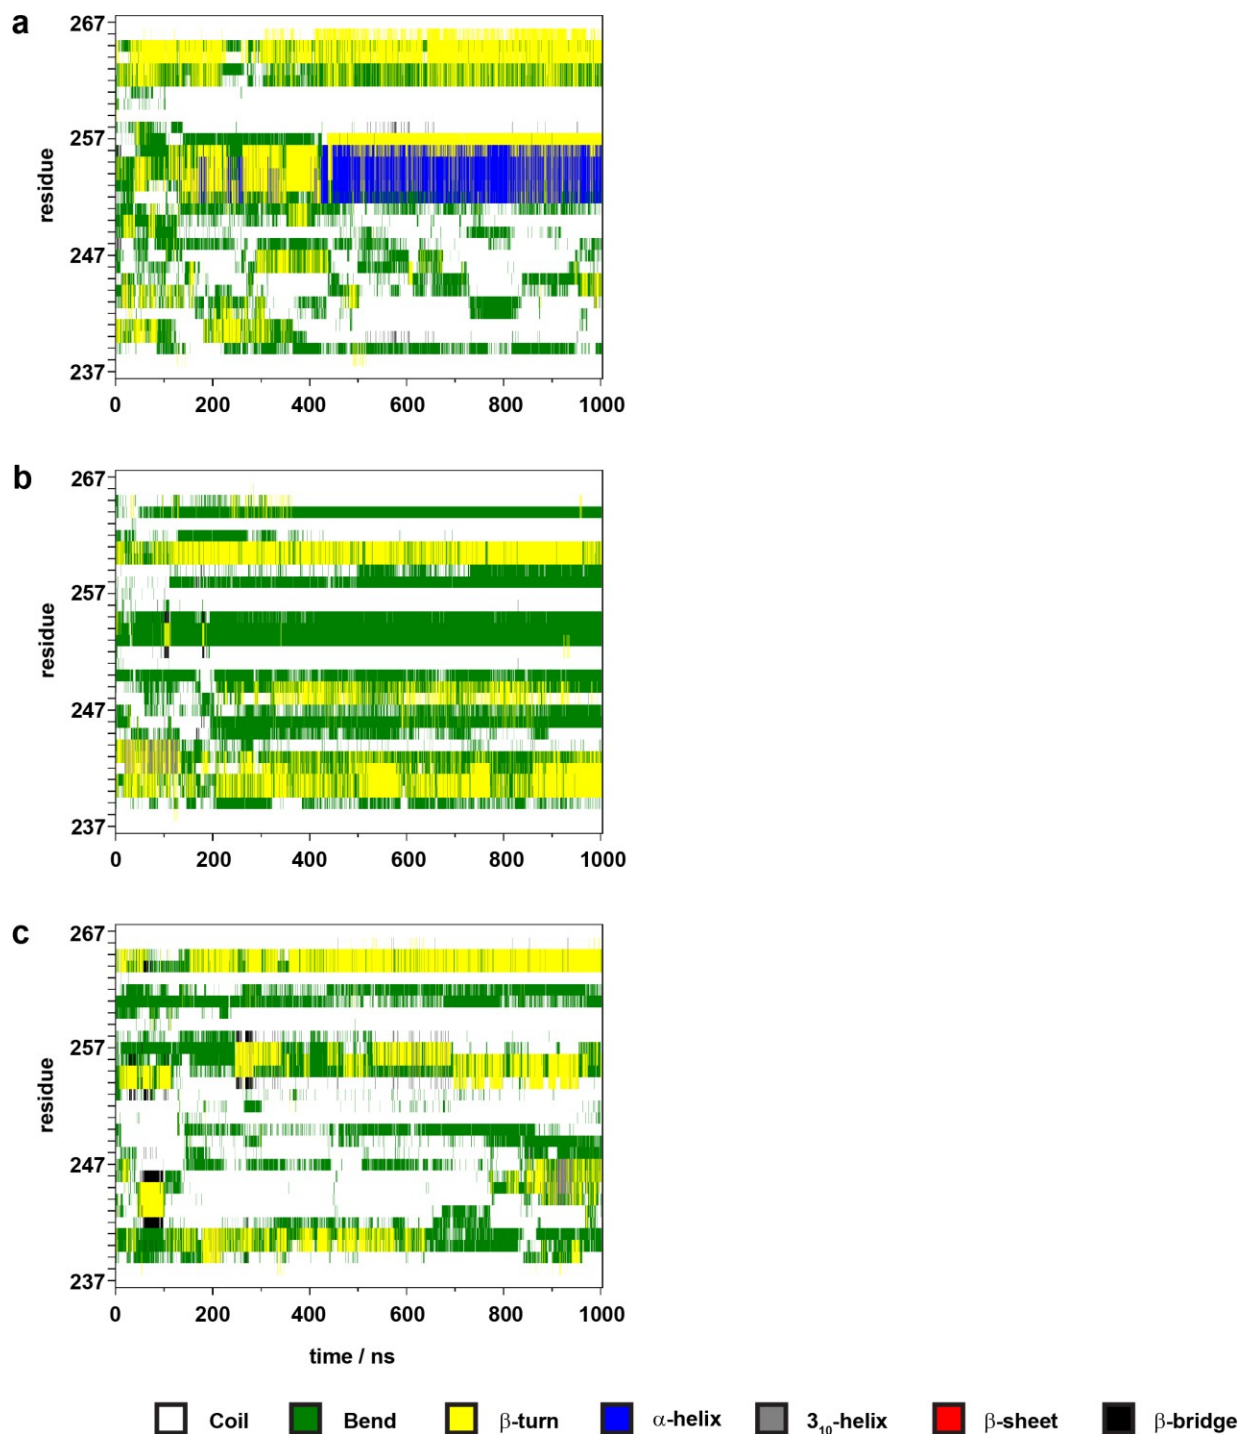 a
267
257
247
237
residue
0 200 400 600 800 1000
b
267
257
247
237
residue
0 200 400 600 800 1000
c
267
257
247
237
residue
0 200 400 600 800 1000
time / ns
Coil Bend β-turn α-helix 3₁₀-helix β-sheet β-bridge